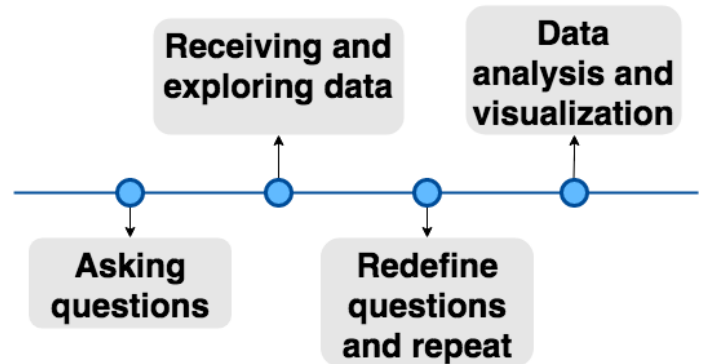 Asking
questions
Receiving and
exploring data
Redefine
questions
and repeat
Data
analysis and
visualization